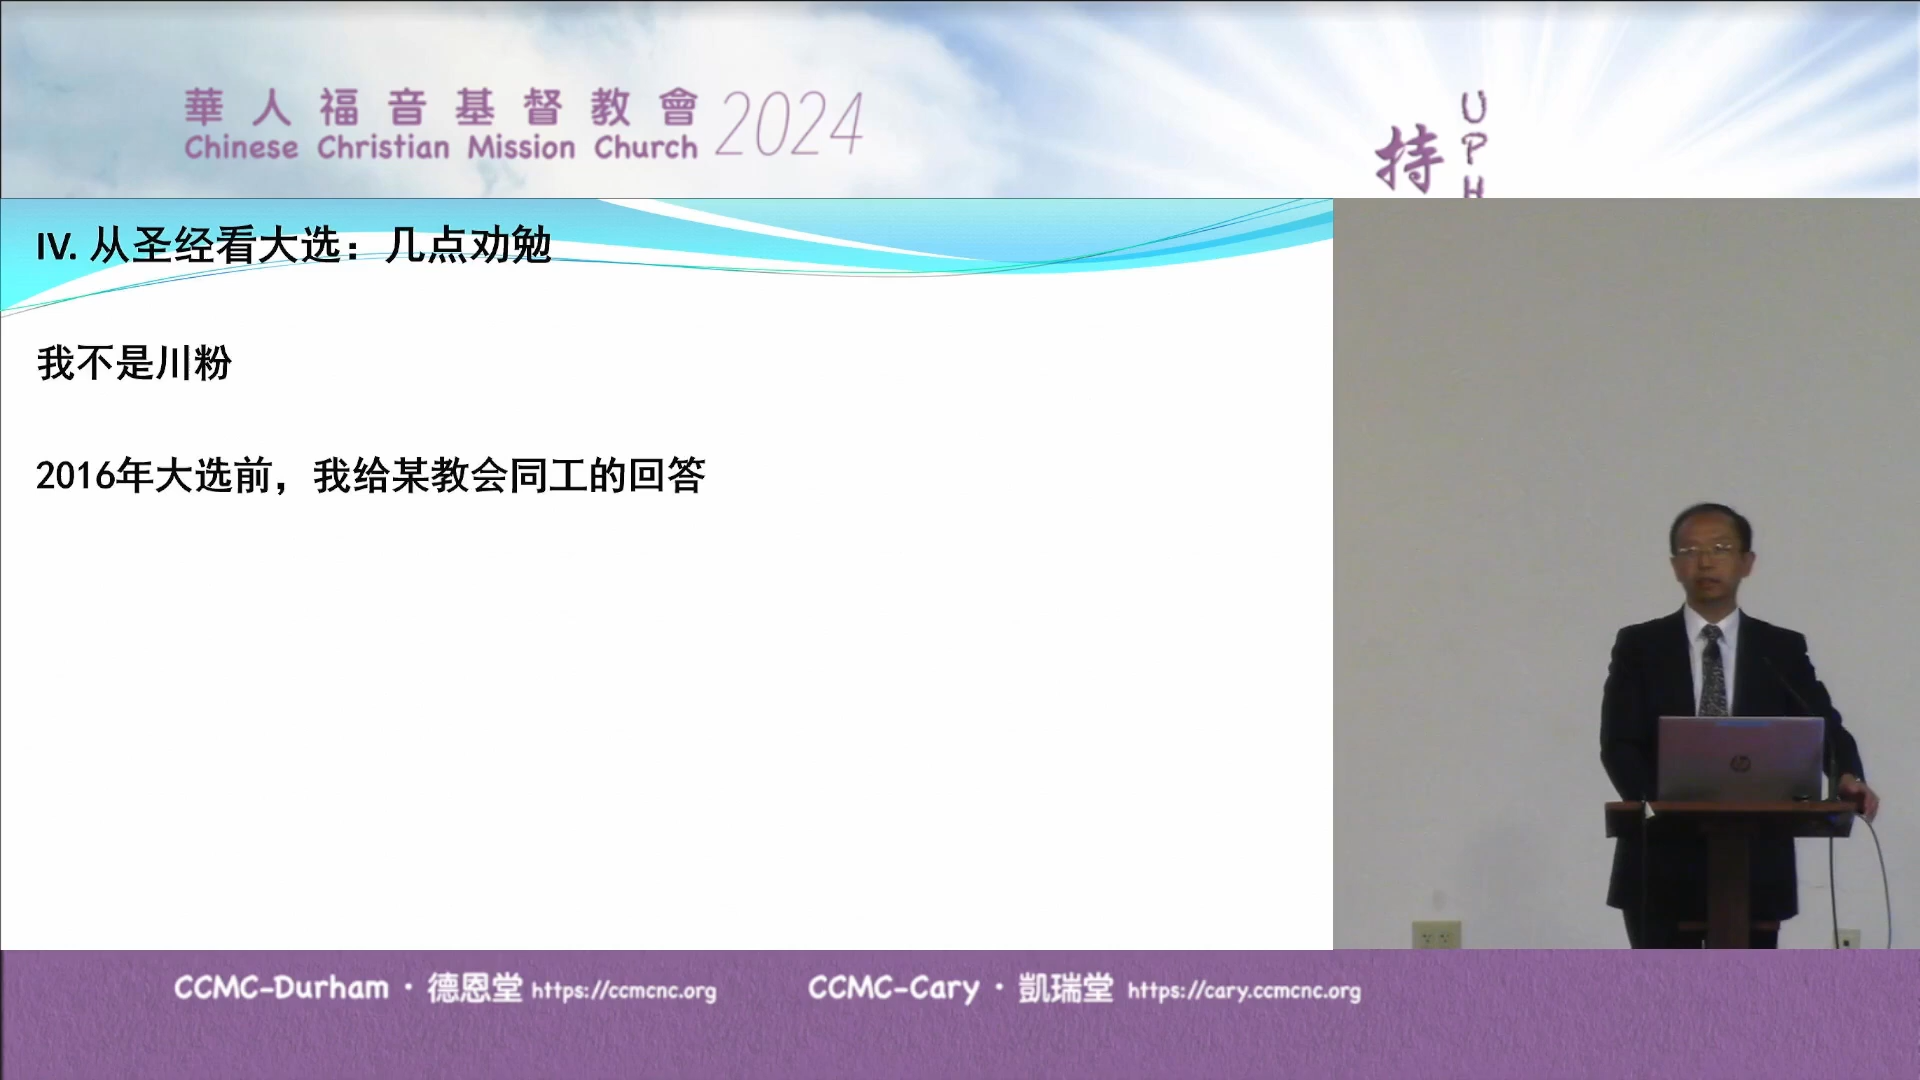 華人福音基督教會 2024
Chinese Christian Mission Church
持
UPH
IV. 从圣经看大选：几点劝勉
我不是川粉
2016年大选前，我给某教会同工的回答
hp
CCMC-Durham · 德恩堂 https://ccmcnc.org
CCMC-Cary · 凱瑞堂 https://cary.ccmcnc.org